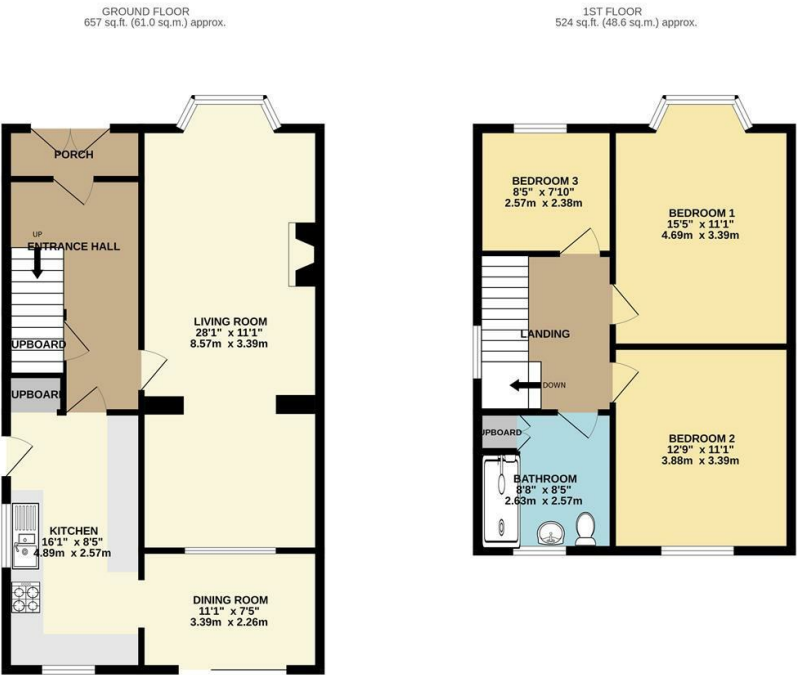 GROUND FLOOR
657 sq.ft. (61.0 sq.m.) approx.
1ST FLOOR
524 sq.ft. (48.6 sq.m.) approx.
PORCH
UP
ENTRANCE HALL
LIVING ROOM
28'1" x 11'1"
8.57m x 3.39m
UPBOARD
UPBOARD
KITCHEN
16'1" x 8'5"
4.89m x 2.57m
DINING ROOM
11'1" x 7'5"
3.39m x 2.26m
BEDROOM 3
8'5" x 7'10"
2.57m x 2.38m
BEDROOM 1
15'5" x 11'1"
4.69m x 3.39m
LANDING
DOWN
UPBOARD
BEDROOM 2
12'9" x 11'1"
3.88m x 3.39m
BATHROOM
8'8" x 8'5"
2.63m x 2.57m